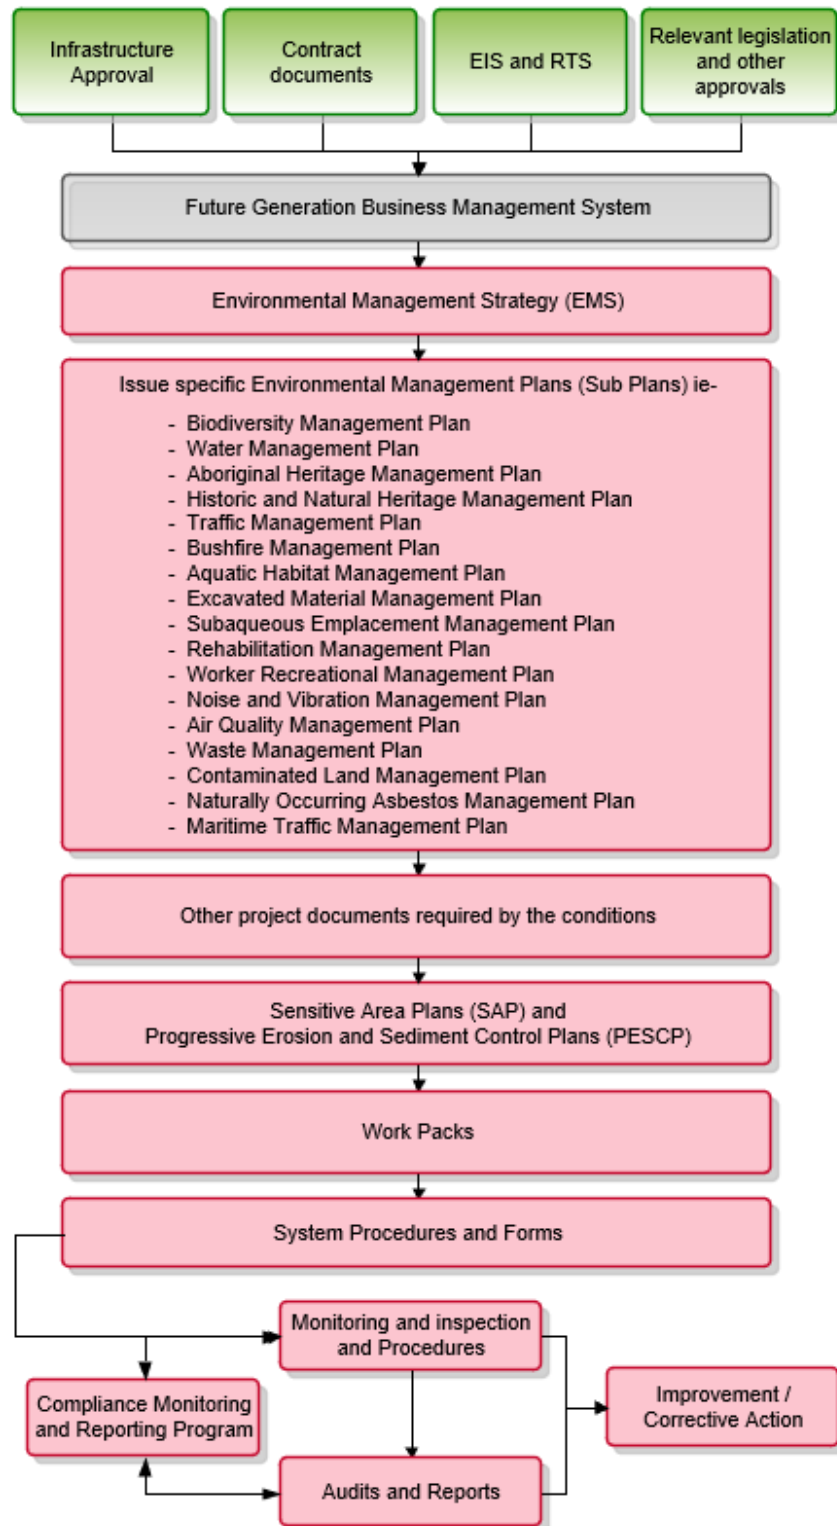 Infrastructure
Approval
Contract
documents
EIS and RTS
Relevant legislation
and other
approvals
Future Generation Business Management System
Environmental Management Strategy (EMS)
Issue specific Environmental Management Plans (Sub Plans) ie-
- Biodiversity Management Plan
- Water Management Plan
- Aboriginal Heritage Management Plan
- Historic and Natural Heritage Management Plan
- Traffic Management Plan
- Bushfire Management Plan
- Aquatic Habitat Management Plan
- Excavated Material Management Plan
- Subaqueous Emplacement Management Plan
- Rehabilitation Management Plan
- Worker Recreational Management Plan
- Noise and Vibration Management Plan
- Air Quality Management Plan
- Waste Management Plan
- Contaminated Land Management Plan
- Naturally Occurring Asbestos Management Plan
- Maritime Traffic Management Plan
Other project documents required by the conditions
Sensitive Area Plans (SAP) and
Progressive Erosion and Sediment Control Plans (PESCP)
Work Packs
System Procedures and Forms
Monitoring and inspection
and Procedures
Compliance Monitoring
and Reporting Program
Improvement /
Corrective Action
Audits and Reports